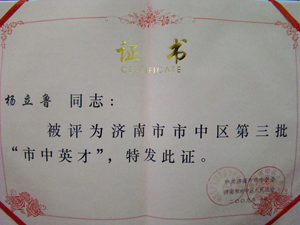 证书
CERTIFICATE
杨立鲁 同志：
被评为济南市市中区第三批
“市中英才”，特发此证。